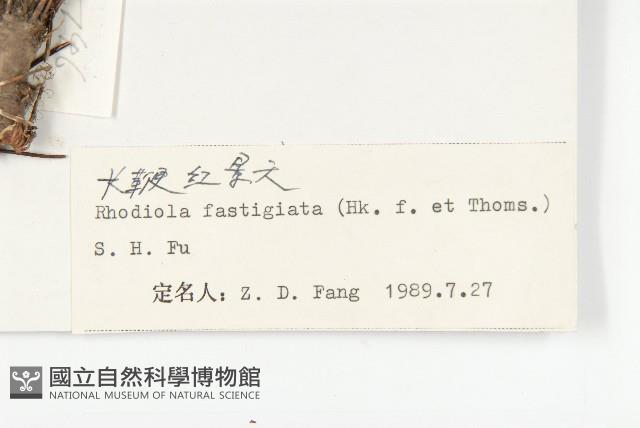 大鞭红景天
Rhodiola fastigiata (Hk. f. et Thoms.)
S. H. Fu
定名人: Z. D. Fang 1989.7.27
國立自然科學博物館
NATIONAL MUSEUM OF NATURAL SCIENCE